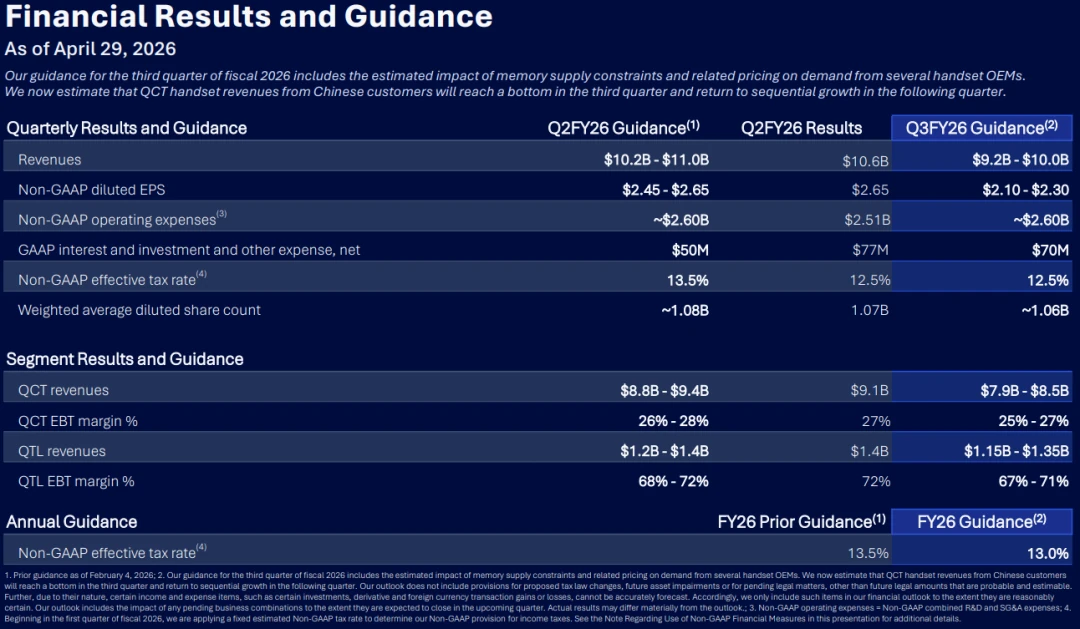 Financial Results and Guidance
As of April 29, 2026
Our guidance for the third quarter of fiscal 2026 includes the estimated impact of memory supply constraints and related pricing on demand from several handset OEMs.
We now estimate that QCT handset revenues from Chinese customers will reach a bottom in the third quarter and return to sequential growth in the following quarter.
Quarterly Results and Guidance Q2FY26 Guidance(1) Q2FY26 Results Q3FY26 Guidance(2)
Revenues $10.2B - $11.0B $10.6B $9.2B - $10.0B
Non-GAAP diluted EPS $2.45 - $2.65 $2.65 $2.10 - $2.30
Non-GAAP operating expenses(3) ~$2.60B $2.51B ~$2.60B
GAAP interest and investment and other expense, net $50M $77M $70M
Non-GAAP effective tax rate(4) 13.5% 12.5% 12.5%
Weighted average diluted share count ~1.08B 1.07B ~1.06B
Segment Results and Guidance
QCT revenues $8.8B - $9.4B $9.1B $7.9B - $8.5B
QCT EBT margin % 26% - 28% 27% 25% - 27%
QTL revenues $1.2B - $1.4B $1.4B $1.15B - $1.35B
QTL EBT margin % 68% - 72% 72% 67% - 71%
Annual Guidance FY26 Prior Guidance(1) FY26 Guidance(2)
Non-GAAP effective tax rate(4) 13.5% 13.0%
1. Prior guidance as of February 4, 2026; 2. Our guidance for the third quarter of fiscal 2026 includes the estimated impact of memory supply constraints and related pricing on demand from several handset OEMs. We now estimate that QCT handset revenues from Chinese customers
will reach a bottom in the third quarter and return to sequential growth in the following quarter. Our outlook does not include provisions for proposed tax law changes, future asset impairments or for pending legal matters, other than future legal amounts that are probable and estimable.
Further, due to their nature, certain income and expense items, such as certain investments, derivative and foreign currency transaction gains or losses, cannot be accurately forecast. Accordingly, we only include such items in our financial outlook to the extent they are reasonably
certain. Our outlook includes the impact of any pending business combinations to the extent they are expected to close in the upcoming quarter. Actual results may differ materially from the outlook.; 3. Non-GAAP operating expenses = Non-GAAP combined R&D and SG&A expenses; 4.
Beginning in the first quarter of fiscal 2026, we are applying a fixed estimated Non-GAAP tax rate to determine our Non-GAAP provision for income taxes. See the Note Regarding Use of Non-GAAP Financial Measures in this presentation for additional details.